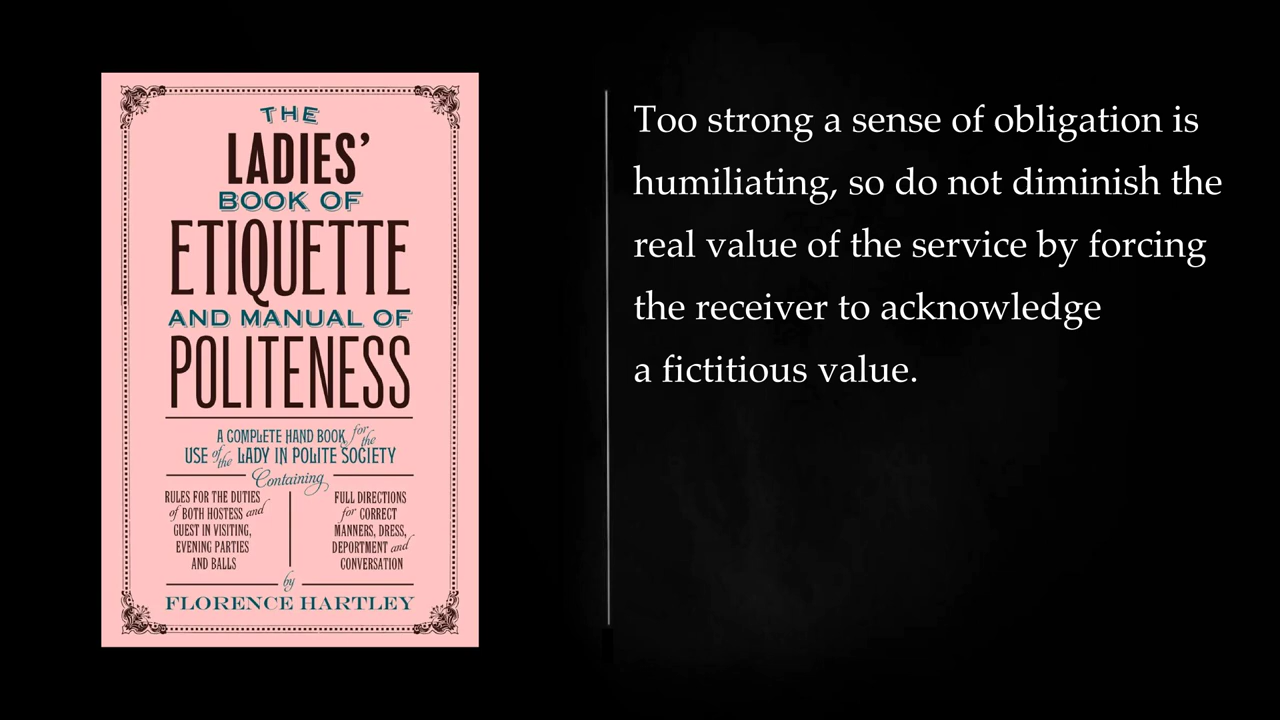 THE
LADIES'
BOOK OF
ETIQUETTE
AND MANUAL OF
POLITENESS
A COMPLETE HAND BOOK for the
USE of the LADY IN POLITE SOCIETY
Containing
RULES FOR THE DUTIES
of BOTH HOSTESS and
GUEST IN VISITING,
EVENING PARTIES
AND BALLS
FULL DIRECTIONS
for CORRECT
MANNERS, DRESS,
DEPORTMENT and
CONVERSATION
by
FLORENCE HARTLEY
Too strong a sense of obligation is
humiliating, so do not diminish the
real value of the service by forcing
the receiver to acknowledge
a fictitious value.